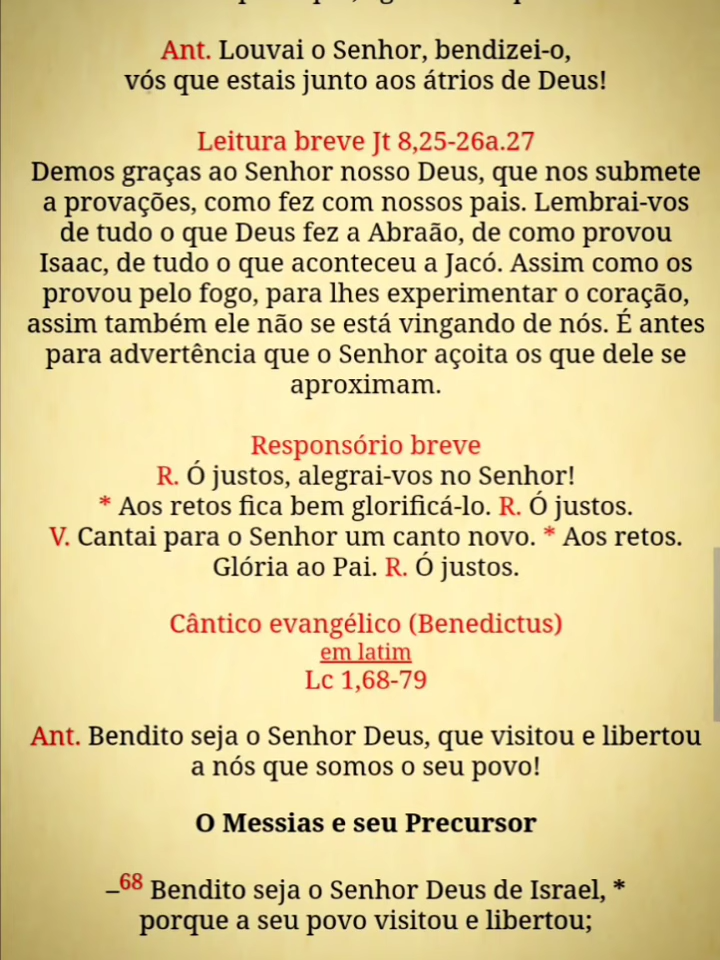 Ant. Louvai o Senhor, bendizei-o,
vós que estais junto aos átrios de Deus!
Leitura breve Jt 8,25-26a.27
Demos graças ao Senhor nosso Deus, que nos submete
a provações, como fez com nossos pais. Lembrai-vos
de tudo o que Deus fez a Abraão, de como provou
Isaac, de tudo o que aconteceu a Jacó. Assim como os
provou pelo fogo, para lhes experimentar o coração,
assim também ele não se está vingando de nós. É antes
para advertência que o Senhor açoita os que dele se
aproximam.
Responsório breve
R. Ó justos, alegrai-vos no Senhor!
* Aos retos fica bem glorificá-lo. R. Ó justos.
V. Cantai para o Senhor um canto novo. * Aos retos.
Glória ao Pai. R. Ó justos.
Cântico evangélico (Benedictus)
em latim
Lc 1,68-79
Ant. Bendito seja o Senhor Deus, que visitou e libertou
a nós que somos o seu povo!
O Messias e seu Precursor
–68 Bendito seja o Senhor Deus de Israel, *
porque a seu povo visitou e libertou;